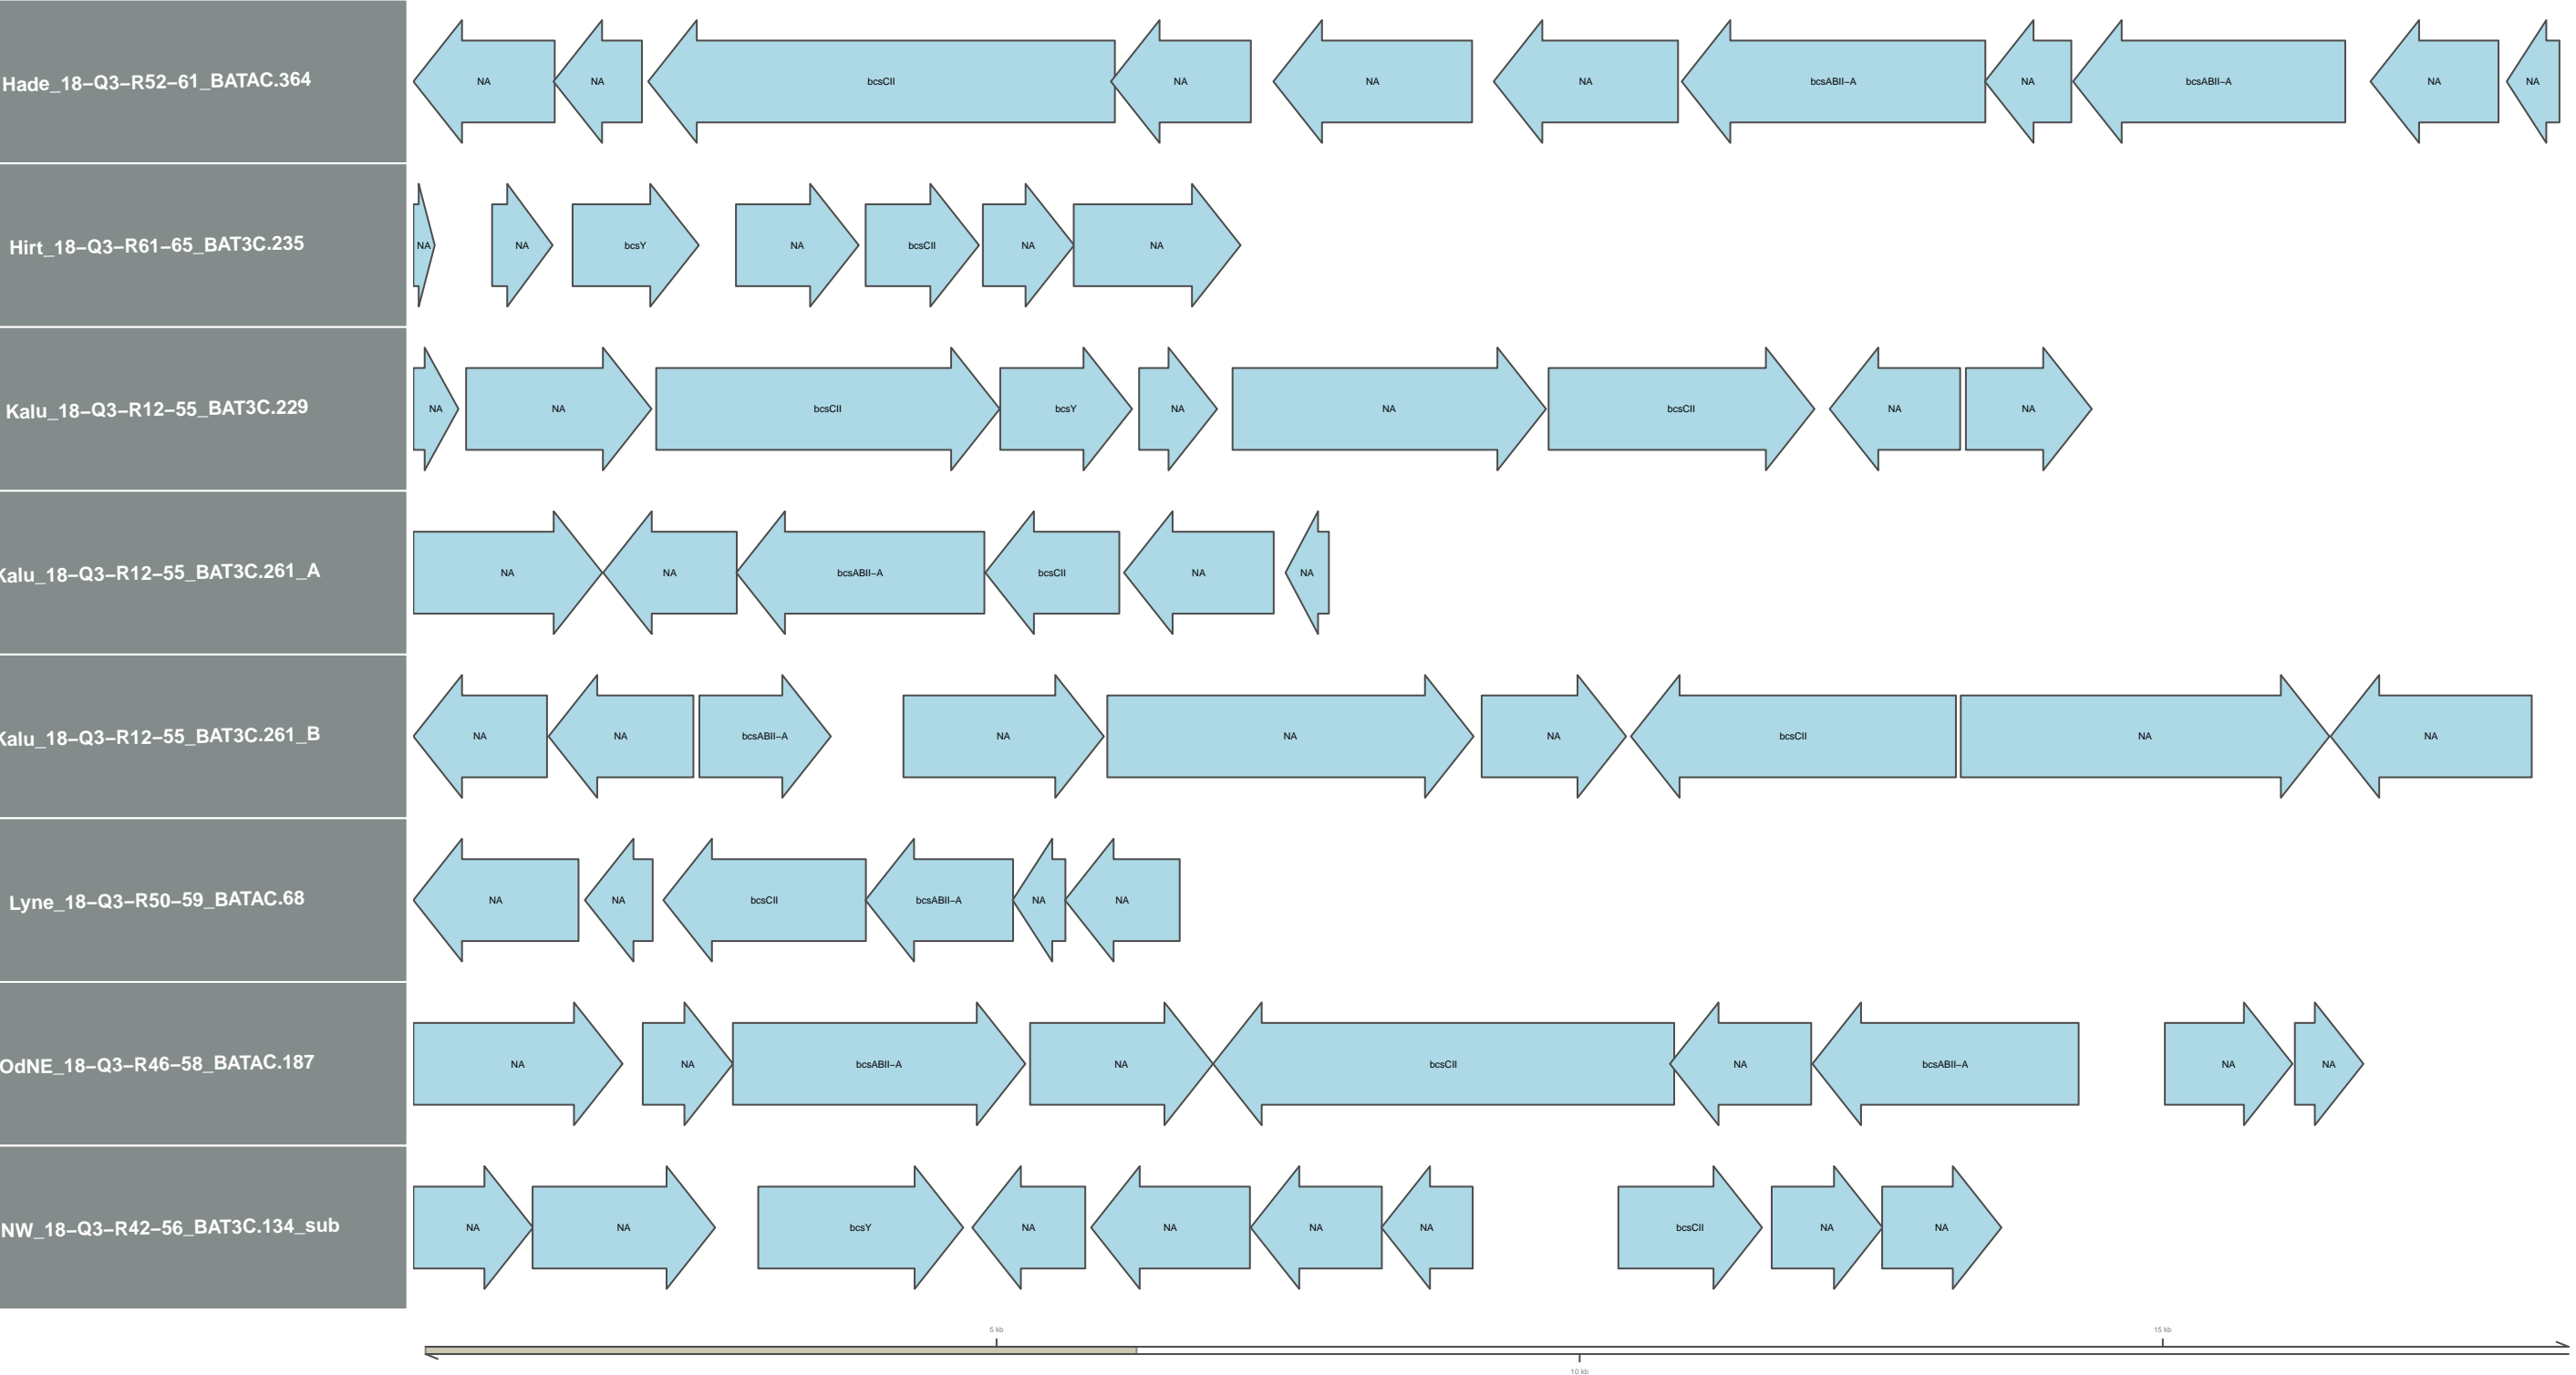 Hade_18−Q3−R52−61_BATAC.364
NA NA bcsCII NA NA NA bcsABII−A NA bcsABII−A NA NA
Hirt_18−Q3−R61−65_BAT3C.235
NA NA bcsY NA bcsCII NA NA
Kalu_18−Q3−R12−55_BAT3C.229
NA NA bcsCII bcsY NA NA bcsCII NA NA
Kalu_18−Q3−R12−55_BAT3C.261_A
NA NA bcsABII−A bcsCII NA NA
Kalu_18−Q3−R12−55_BAT3C.261_B
NA NA bcsABII−A NA NA NA bcsCII NA NA
Lyne_18−Q3−R50−59_BATAC.68
NA NA bcsCII bcsABII−A NA NA
OdNE_18−Q3−R46−58_BATAC.187
NA NA bcsABII−A NA bcsCII NA bcsABII−A NA NA
NW_18−Q3−R42−56_BAT3C.134_sub
NA NA bcsY NA NA NA NA bcsCII NA NA
5 kb 15 kb
10 kb